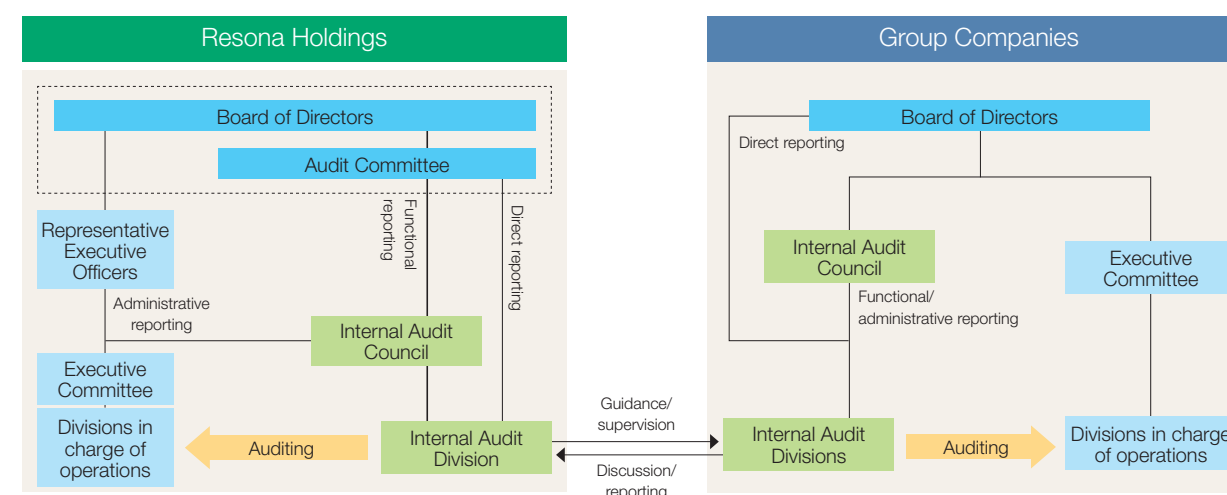 Resona Holdings
Board of Directors
Audit Committee
Representative
Executive
Officers
Functional
reporting
Direct reporting
Administrative
reporting
Internal Audit
Council
Executive
Committee
Divisions in
charge of
operations
Auditing
Internal Audit
Division
Guidance/
supervision
Discussion/
reporting
Group Companies
Board of Directors
Direct reporting
Internal Audit
Council
Executive
Committee
Functional/
administrative reporting
Internal Audit
Divisions
Auditing
Divisions in charge
of operations